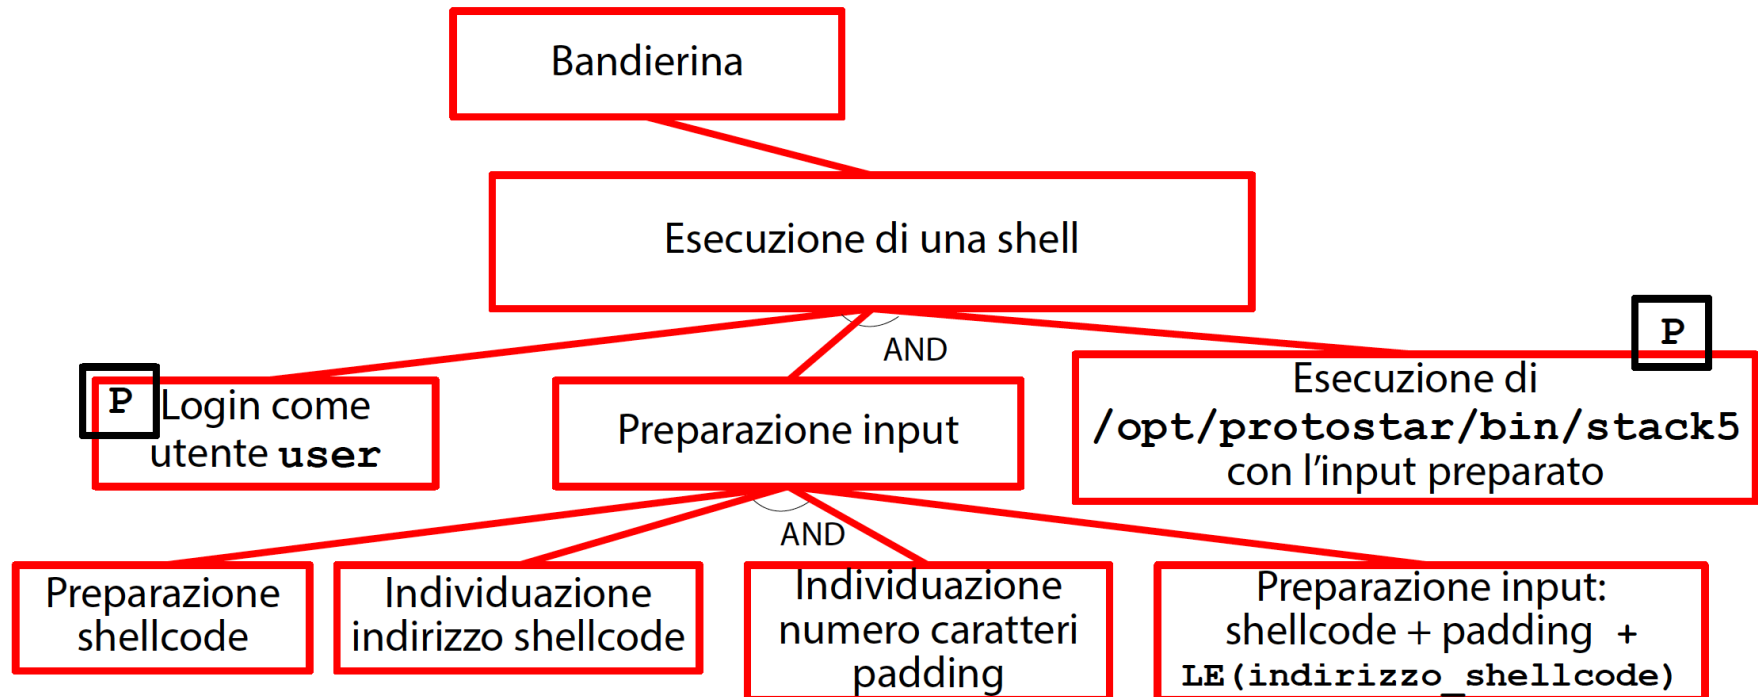 Bandierina
Esecuzione di una shell
AND
P
Login come
utente user
Preparazione input
P
Esecuzione di
/opt/protostar/bin/stack5
con l'input preparato
AND
Preparazione
shellcode
Individuazione
indirizzo shellcode
Individuazione
numero caratteri
padding
Preparazione input:
shellcode + padding +
LE(indirizzo_shellcode)